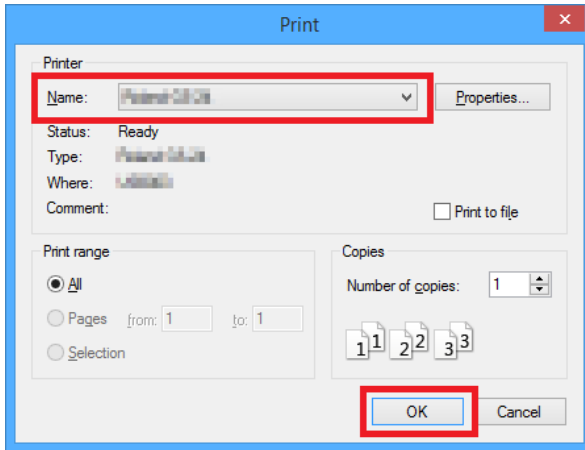 Print
Printer
Name:
Properties...
Status: Ready
Type:
Where:
Comment:
Print to file
Print range
All
Pages from: 1 to: 1
Selection
Copies
Number of copies: 1
1 1 2 2 3 3
OK Cancel